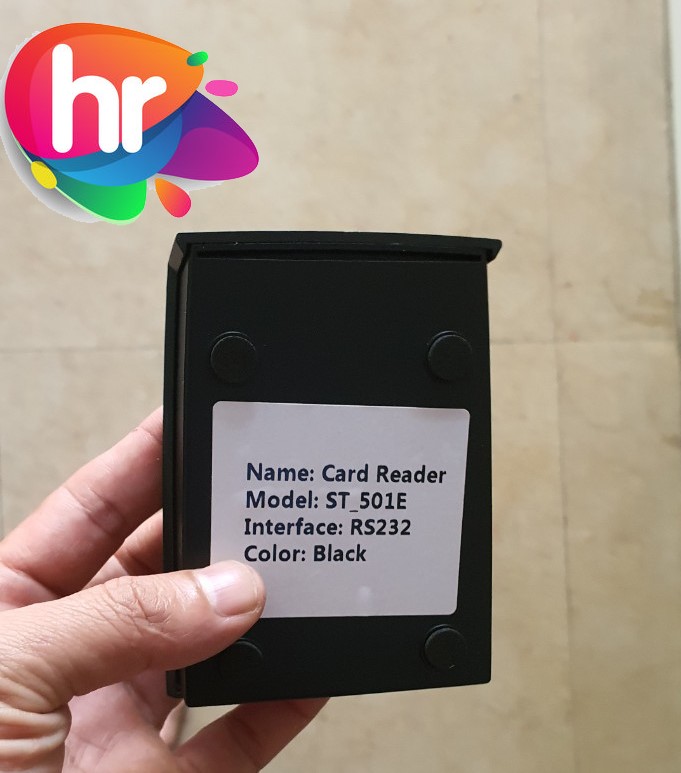 hr
Name: Card Reader
Model: ST_501E
Interface: RS232
Color: Black